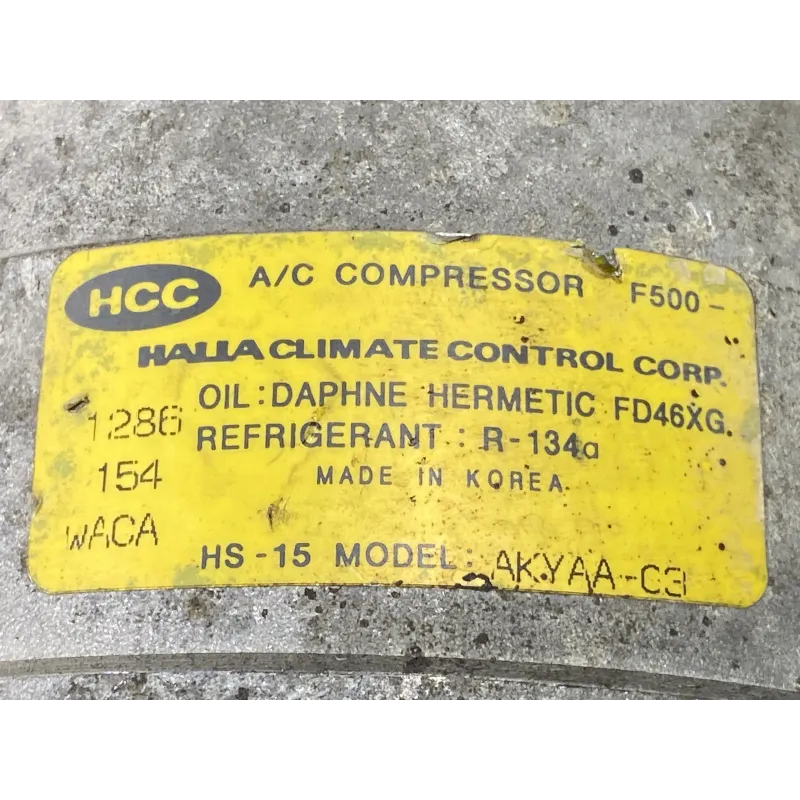 HCC A/C COMPRESSOR F500-
HALLA CLIMATE CONTROL CORP.
OIL : DAPHNE HERMETIC FD46XG.
1286
REFRIGERANT : R-134a
154
MADE IN KOREA
WACA
HS-15 MODEL: AKYAA-C3